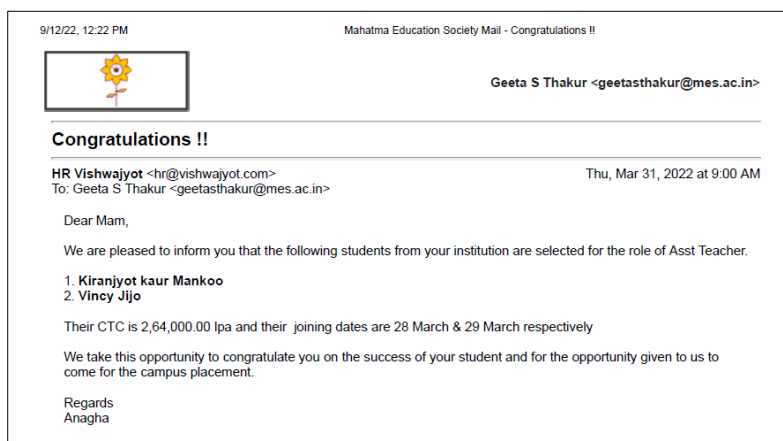 9/12/22, 12:22 PM Mahatma Education Society Mail - Congratulations !!
Geeta S Thakur <geetasthakur@mes.ac.in>
Congratulations !!
HR Vishwajyot <hr@vishwajyot.com> Thu, Mar 31, 2022 at 9:00 AM
To: Geeta S Thakur <geetasthakur@mes.ac.in>
Dear Mam,
We are pleased to inform you that the following students from your institution are selected for the role of Asst Teacher.
1. Kiranjyot kaur Mankoo
2. Vincy Jijo
Their CTC is 2,64,000.00 lpa and their joining dates are 28 March & 29 March respectively
We take this opportunity to congratulate you on the success of your student and for the opportunity given to us to
come for the campus placement.
Regards
Anagha